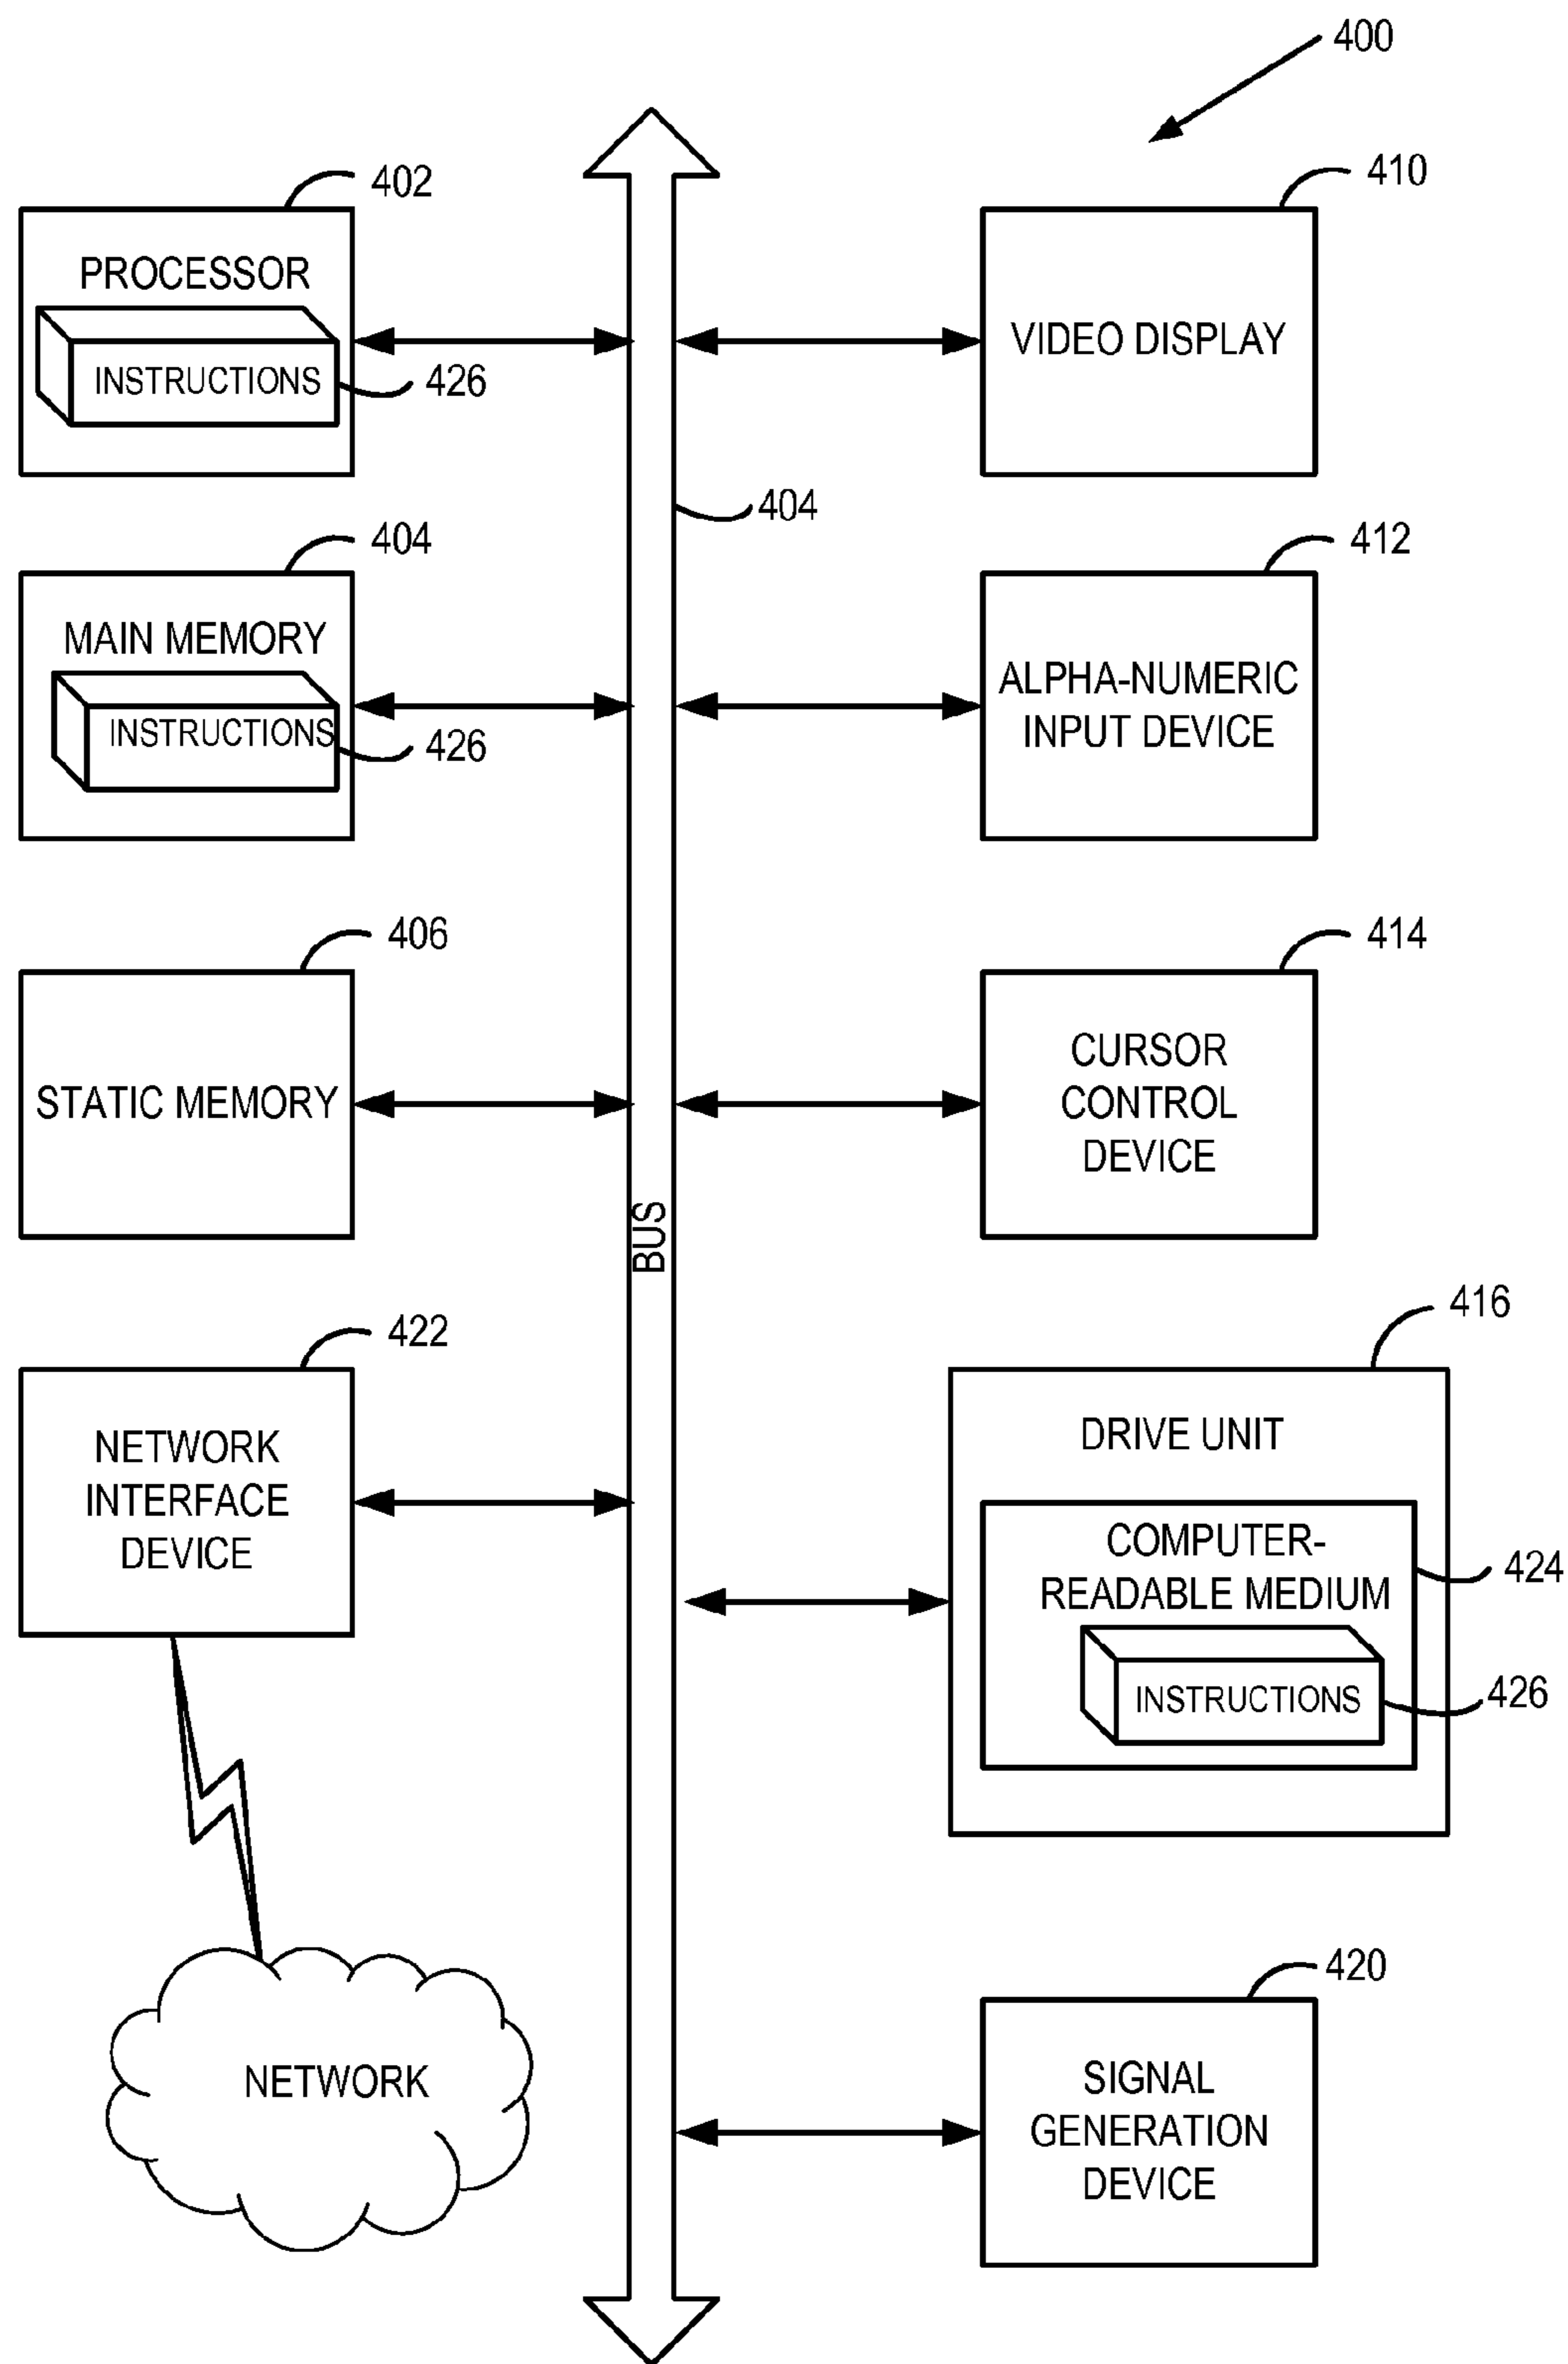 400
402
PROCESSOR
INSTRUCTIONS
426
410
VIDEO DISPLAY
404
404
MAIN MEMORY
INSTRUCTIONS
426
412
ALPHA-NUMERIC
INPUT DEVICE
406
STATIC MEMORY
414
CURSOR
CONTROL
DEVICE
BUS
422
NETWORK
INTERFACE
DEVICE
416
DRIVE UNIT
COMPUTER-
READABLE MEDIUM
424
INSTRUCTIONS
426
NETWORK
420
SIGNAL
GENERATION
DEVICE